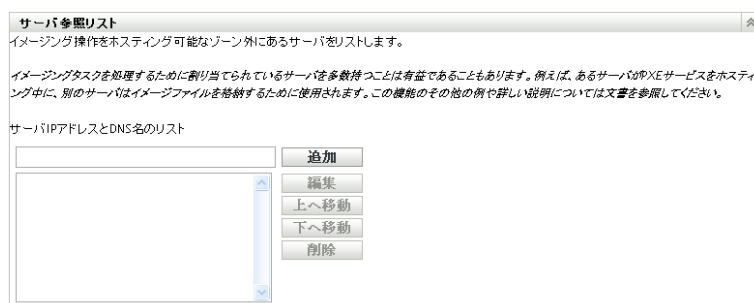 サーバ参照リスト
イメージング操作をホスティング可能なゾーン外にあるサーバをリストします。
イメージングタスクを処理するために割り当てられているサーバを多数持つことは有益であることもあります。例えば、あるサーバがPXEサービスをホスティ
ング中に、別のサーバはイメージファイルを格納するために使用されます。この機能のその他の例や詳しい説明については文書を参照してください。
サーバIPアドレスとDNS名のリスト
追加
編集
上へ移動
下へ移動
削除